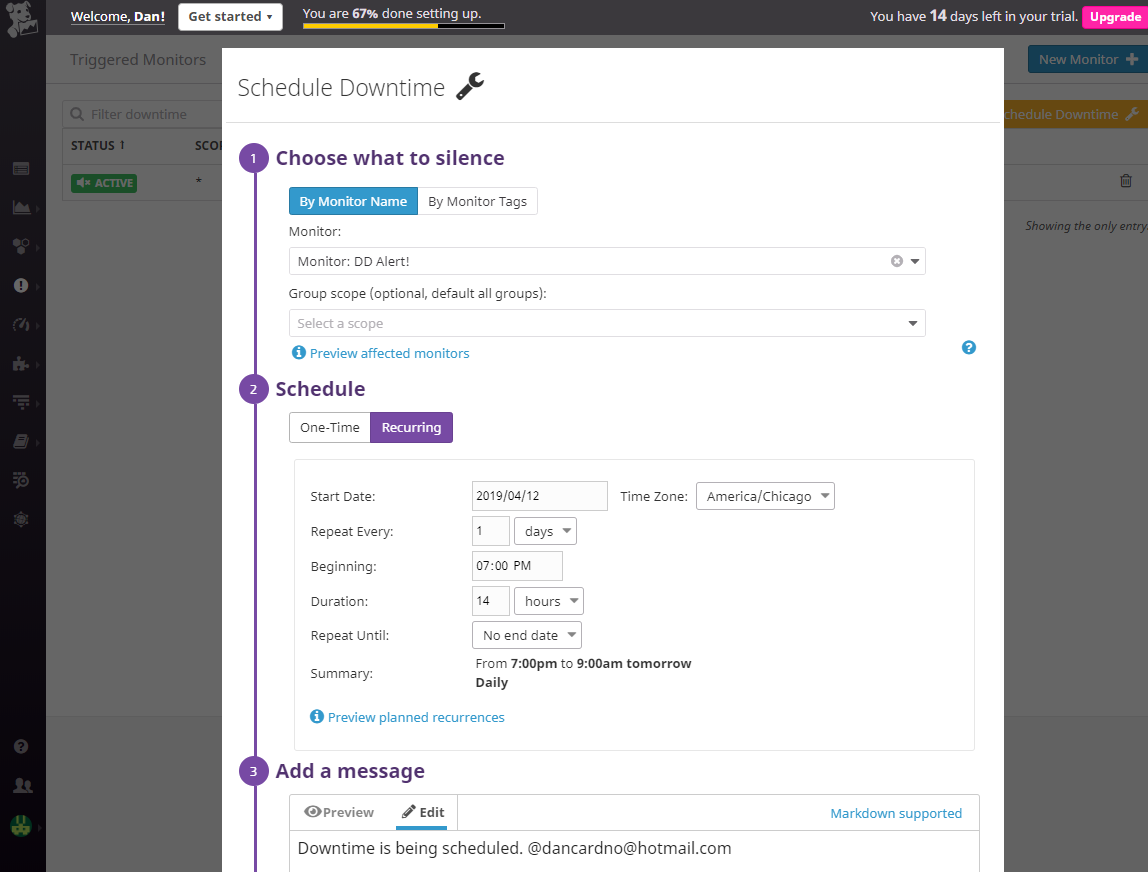 Welcome, Dan!
Get started ▾
You are 67% done setting up.
You have 14 days left in your trial.
Upgrade
Triggered Monitors
New Monitor
Filter downtime
chedule Downtime
STATUS
SCO
ACTIVE
*
Showing the only entry
Schedule Downtime
1 Choose what to silence
By Monitor Name By Monitor Tags
Monitor:
Monitor: DD Alert!
Group scope (optional, default all groups):
Select a scope
Preview affected monitors
2 Schedule
One-Time Recurring
Start Date: 2019/04/12 Time Zone: America/Chicago
Repeat Every: 1 days
Beginning: 07:00 PM
Duration: 14 hours
Repeat Until: No end date
Summary: From 7:00pm to 9:00am tomorrow
Daily
Preview planned recurrences
3 Add a message
Preview Edit Markdown supported
Downtime is being scheduled. @dancardno@hotmail.com